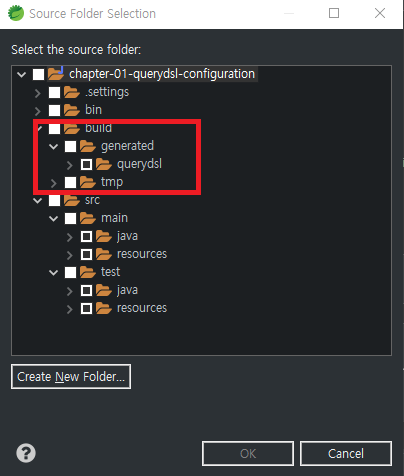 Source Folder Selection
Select the source folder:
chapter-01-querydsl-configuration
.settings
bin
build
generated
querydsl
tmp
src
main
java
resources
test
java
resources
Create New Folder...
OK
Cancel